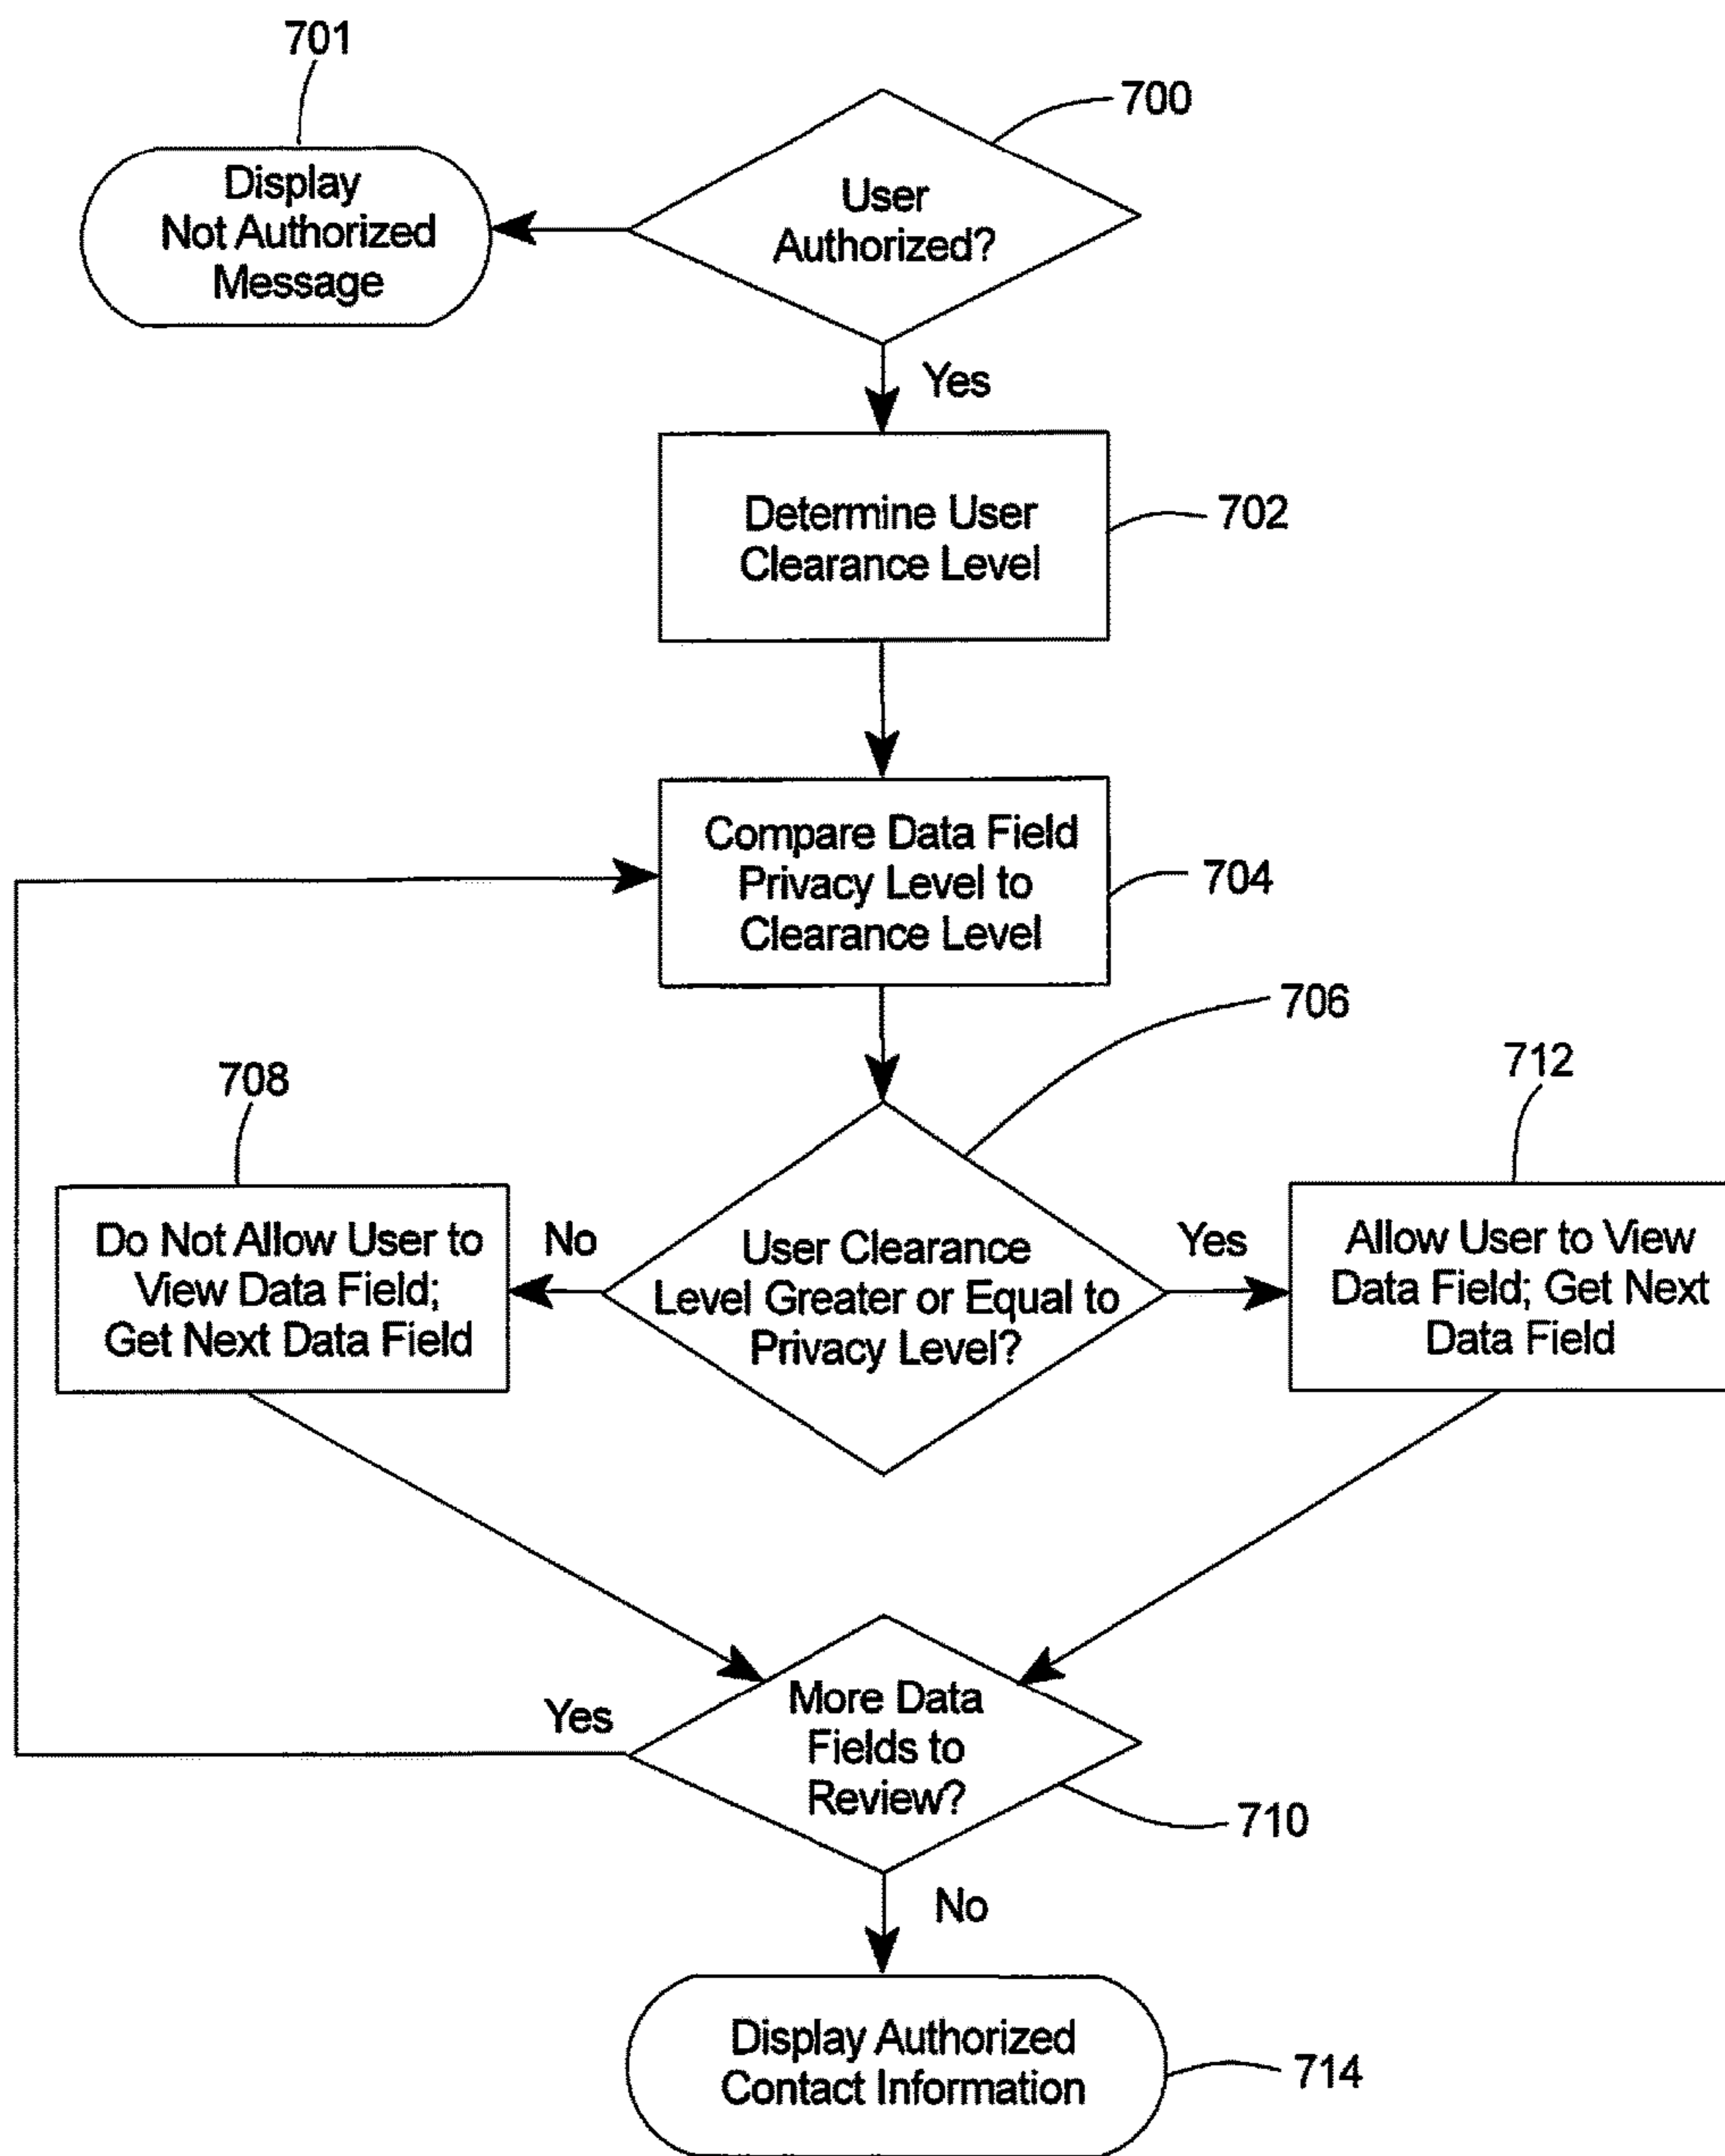 701
700
Display
Not Authorized
Message
User
Authorized?
Yes
Determine User
Clearance Level
702
Compare Data Field
Privacy Level to
Clearance Level
704
706
708
712
Do Not Allow User to
View Data Field;
Get Next Data Field
No
User Clearance
Level Greater or Equal to
Privacy Level?
Yes
Allow User to View
Data Field; Get Next
Data Field
Yes
More Data
Fields to
Review?
710
No
Display Authorized
Contact Information
714